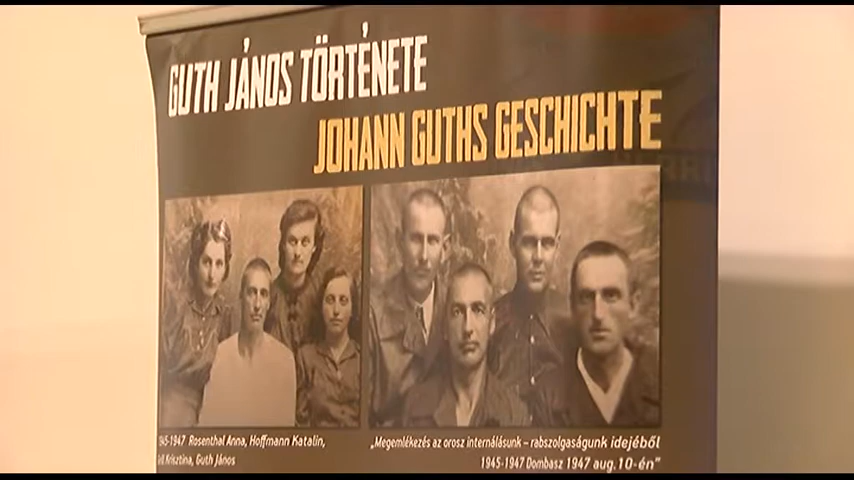 GUTH JÁNOS TÖRTÉNETE
JOHANN GUTHS GESCHICHTE
1945-1947 Rosenthal Anna, Hoffmann Katalin,
Krisztina, Guth János
„Megemlékezés az orosz internálásunk – rabszolgaságunk idejéből
1945-1947 Dombasz 1947 aug. 10-én”